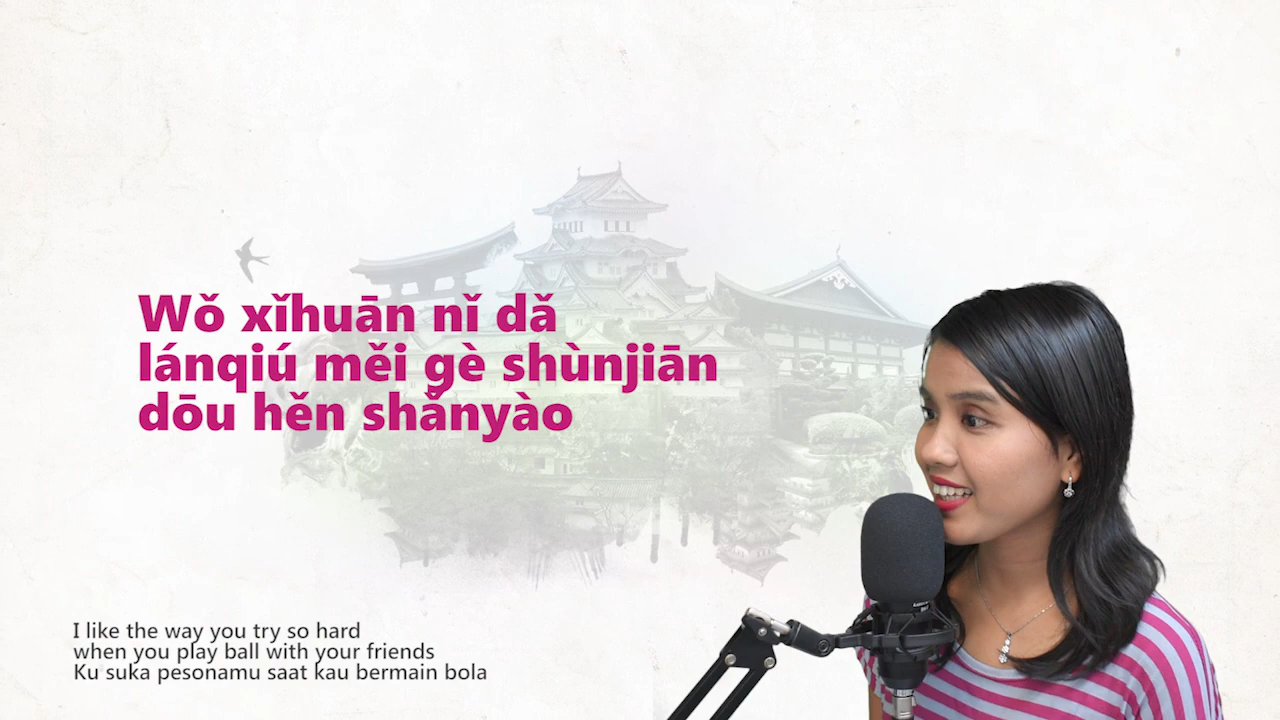 Wǒ xǐhuān nǐ dǎ
lánqiú měi gè shùnjiān
dōu hěn shǎnyào
I like the way you try so hard
when you play ball with your friends
Ku suka pesonamu saat kau bermain bola